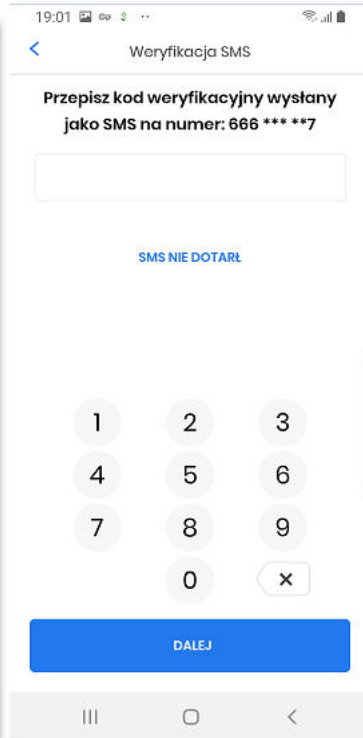 19:01
Weryfikacja SMS
Przepisz kod weryfikacyjny wysłany
jako SMS na numer: 666 *** **7
SMS NIE DOTARŁ
1 2 3
4 5 6
7 8 9
0
DALEJ